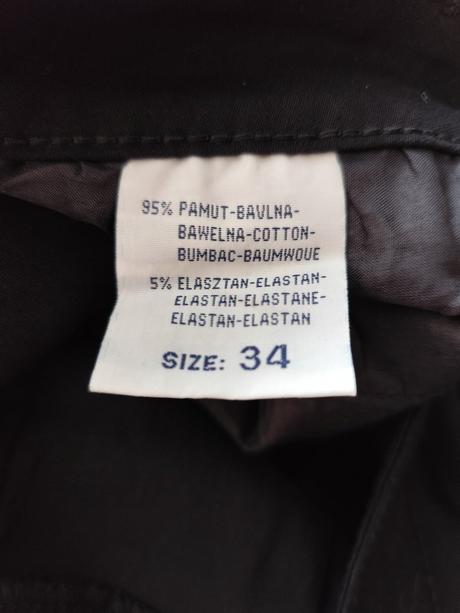 95% PAMUT-BAVLNA-
BAWELNA-COTTON-
BUMBAC-BAUMWOUE
5% ELASZTAN-ELASTAN-
ELASTAN-ELASTANE-
ELASTAN-ELASTAN
SIZE: 34